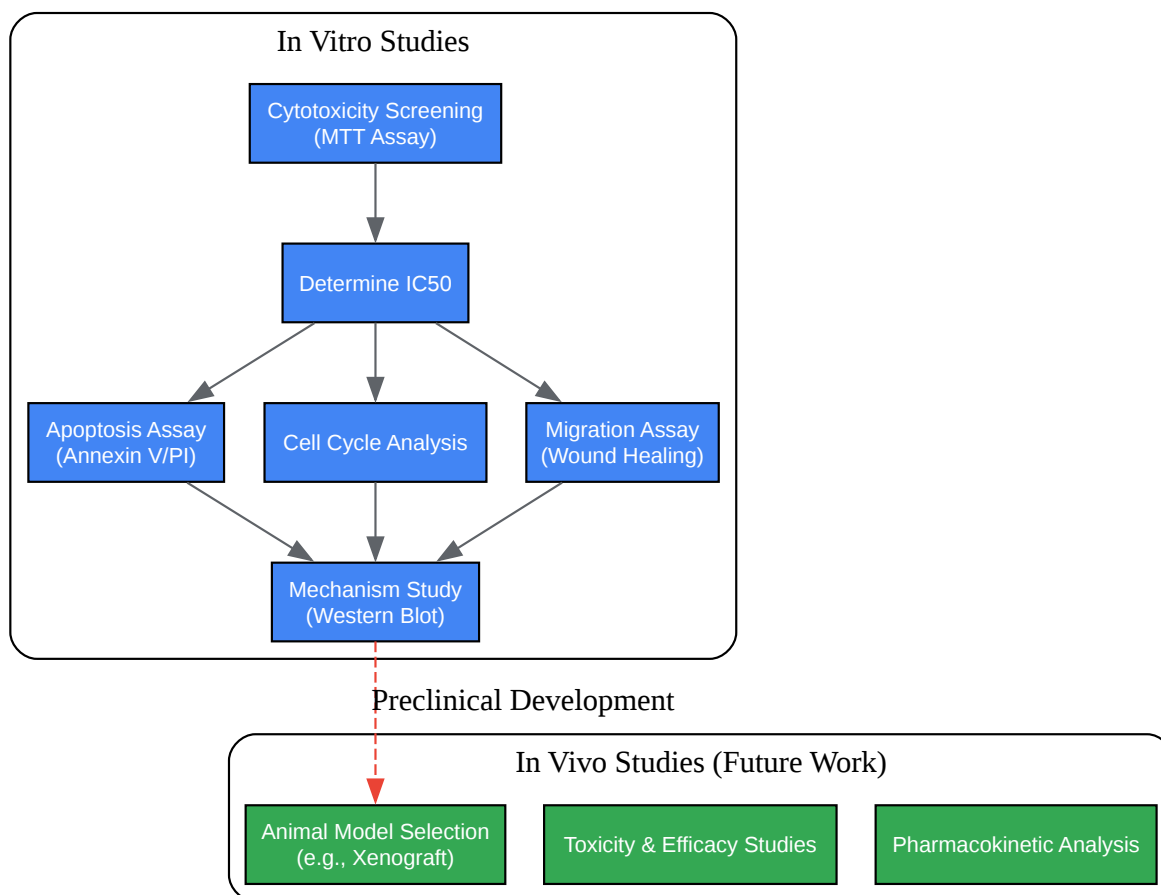 In Vitro Studies
Cytotoxicity Screening
(MTT Assay)
Determine IC50
Apoptosis Assay
(Annexin V/PI)
Cell Cycle Analysis
Migration Assay
(Wound Healing)
Mechanism Study
(Western Blot)
Preclinical Development
In Vivo Studies (Future Work)
Animal Model Selection
(e.g., Xenograft)
Toxicity & Efficacy Studies
Pharmacokinetic Analysis